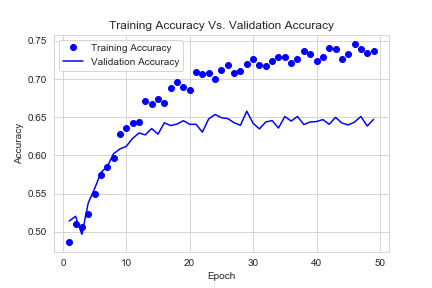 Training Accuracy Vs. Validation Accuracy
Training Accuracy
Validation Accuracy
0.75
0.70
0.65
0.60
0.55
0.50
Accuracy
0 10 20 30 40 50
Epoch